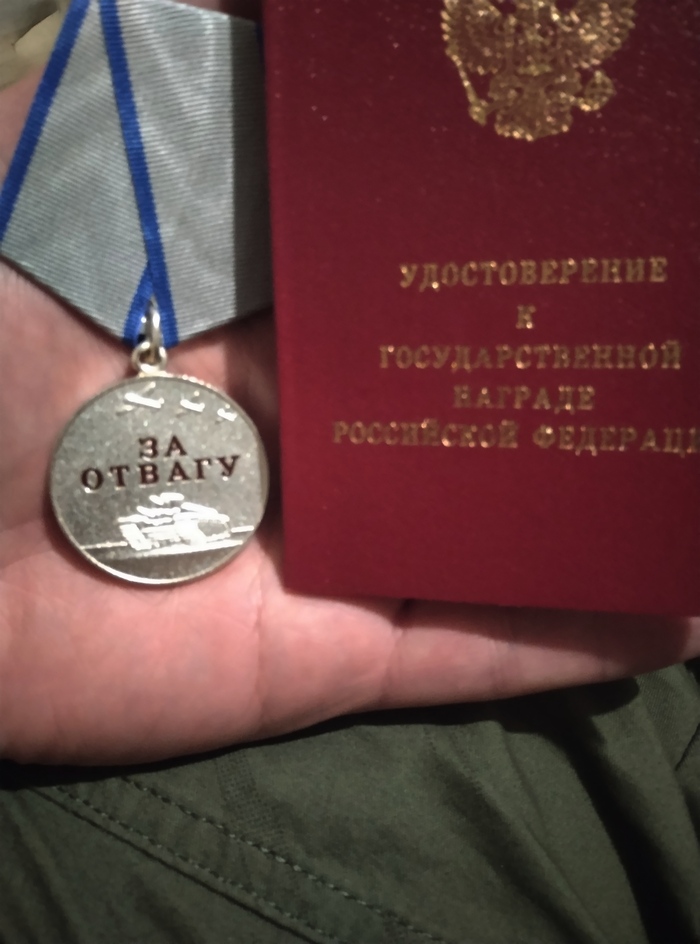 ЗА
ОТВАГУ
УДОСТОВЕРЕНИЕ
К
ГОСУДАРСТВЕННОЙ
НАГРАДЕ
РОССИЙСКОЙ ФЕДЕРАЦИ